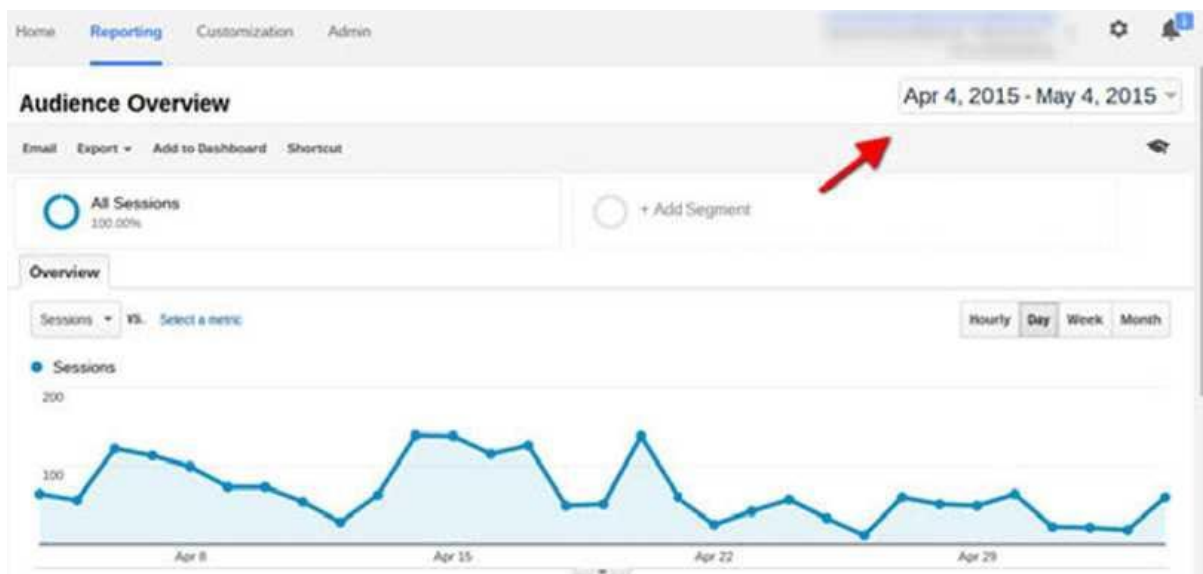 Home Reporting Customization Admin
Audience Overview
Apr 4, 2015 - May 4, 2015
Email Export Add to Dashboard Shortcut
All Sessions
100.00%
+ Add Segment
Overview
Sessions VS. Select a metric
Hourly Day Week Month
Sessions
200
100
Apr 8 Apr 15 Apr 22 Apr 29